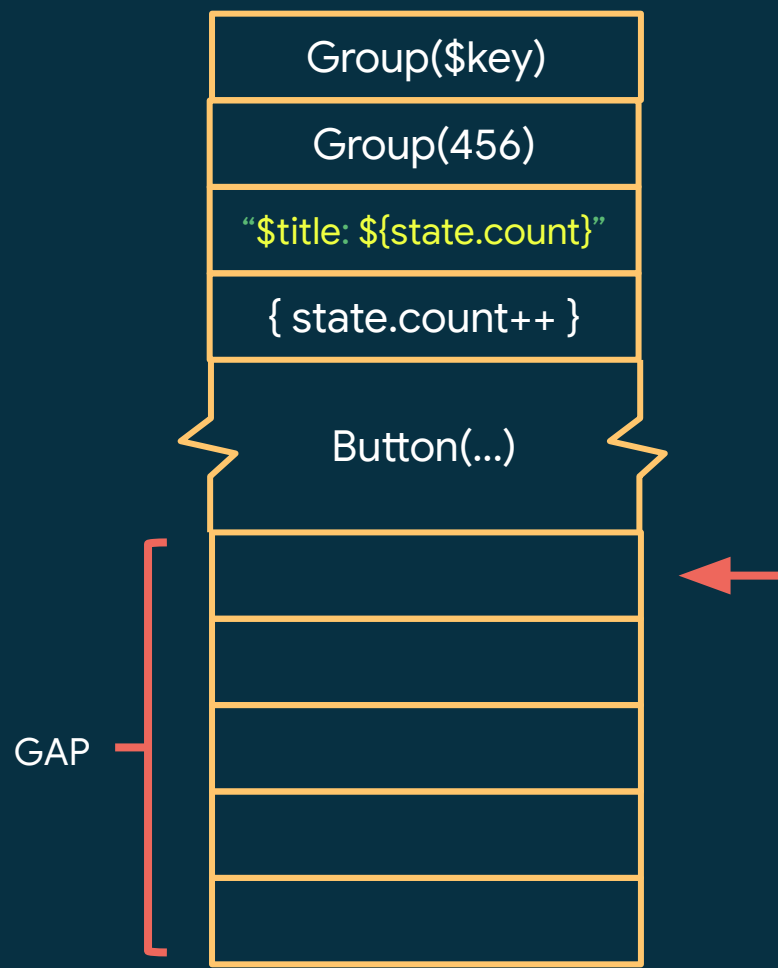 Group($key)
Group(456)
“$title: ${state.count}”
{ state.count++ }
Button(...)
GAP